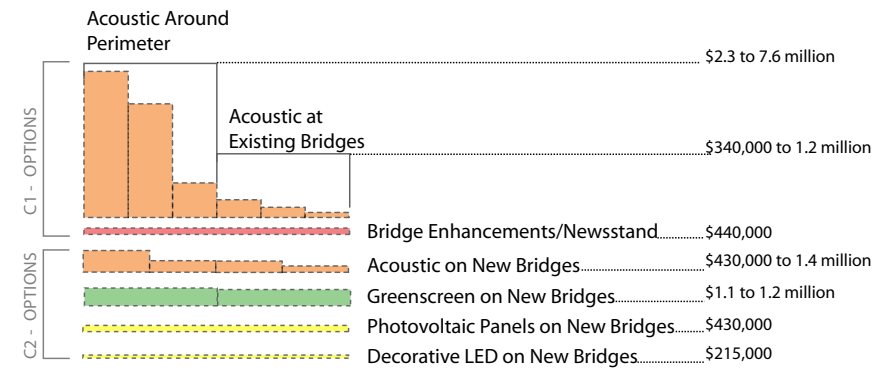 Acoustic Around
Perimeter
$2.3 to 7.6 million
Acoustic at
Existing Bridges
$340,000 to 1.2 million
C1 - OPTIONS
Bridge Enhancements/Newsstand $440,000
Acoustic on New Bridges $430,000 to 1.4 million
Greenscreen on New Bridges $1.1 to 1.2 million
Photovoltaic Panels on New Bridges $430,000
Decorative LED on New Bridges $215,000
C2 - OPTIONS